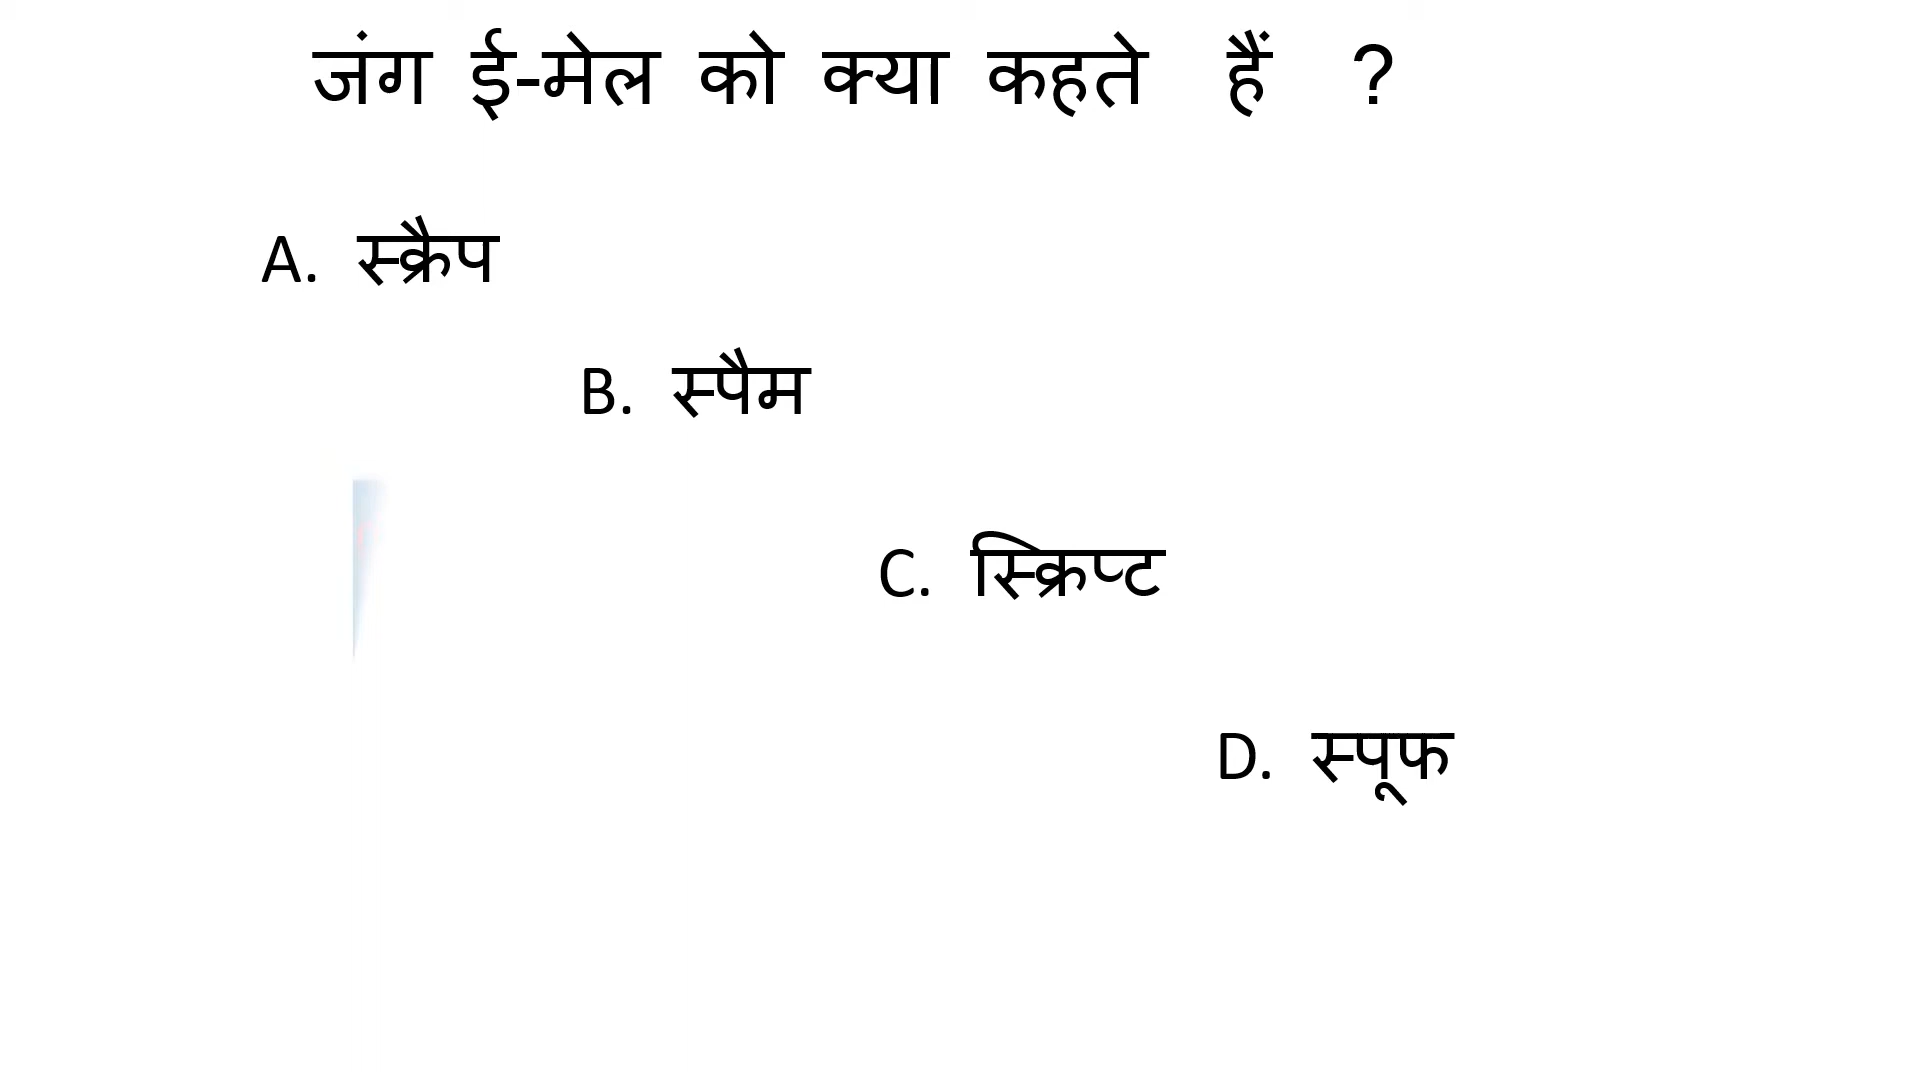 जंग ई-मेल को क्या कहते हैं ?
A. स्क्रैप
B. स्पैम
C. स्क्रिप्ट
D. स्पूफ